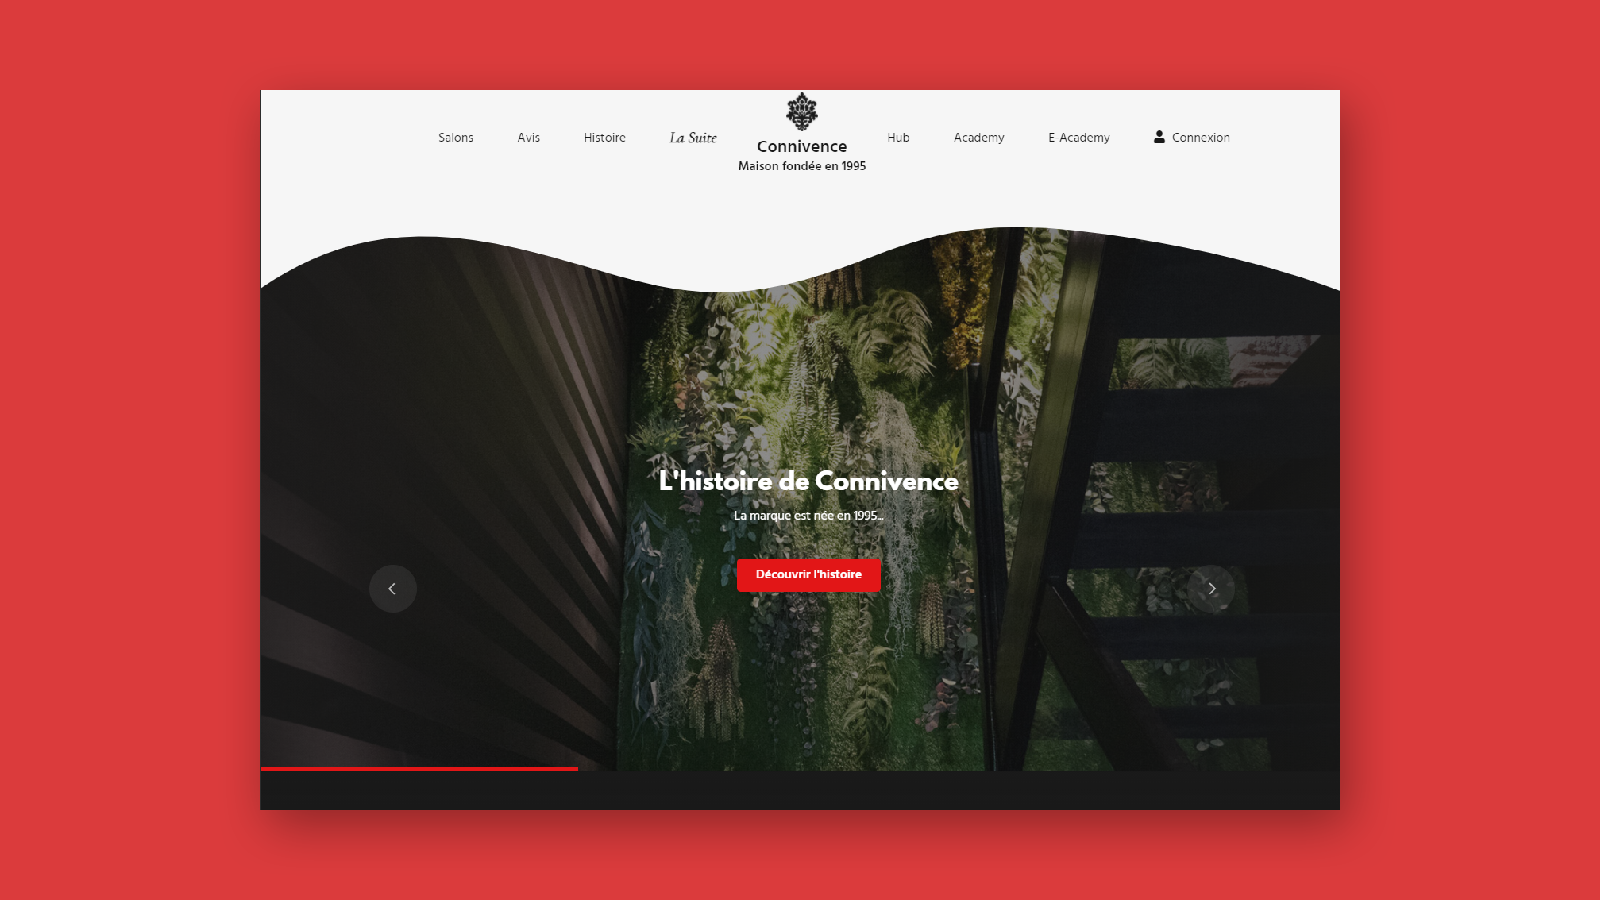 Salons
Avis
Histoire
La Suite
Connivence
Maison fondée en 1995
Hub
Academy
E-Academy
Connexion
L'histoire de Connivence
La marque est née en 1995...
Découvrir l'histoire